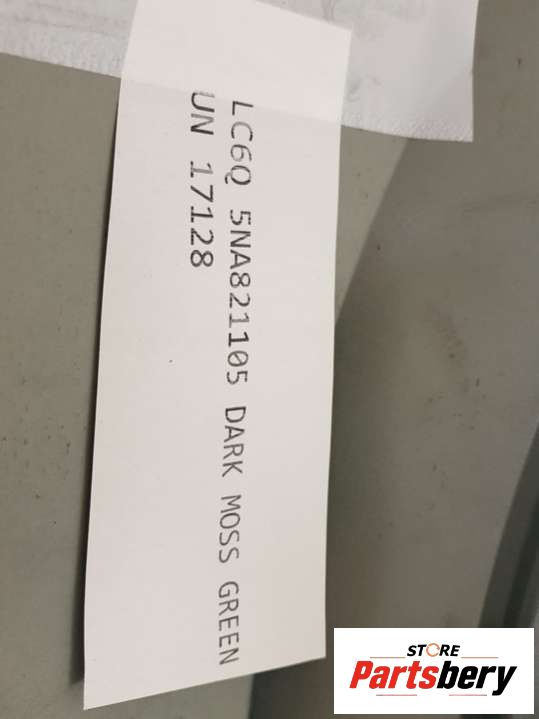 LC6Q 5NA821105 DARK MOSS GREEN
UN 17128
STORE
Partsbery